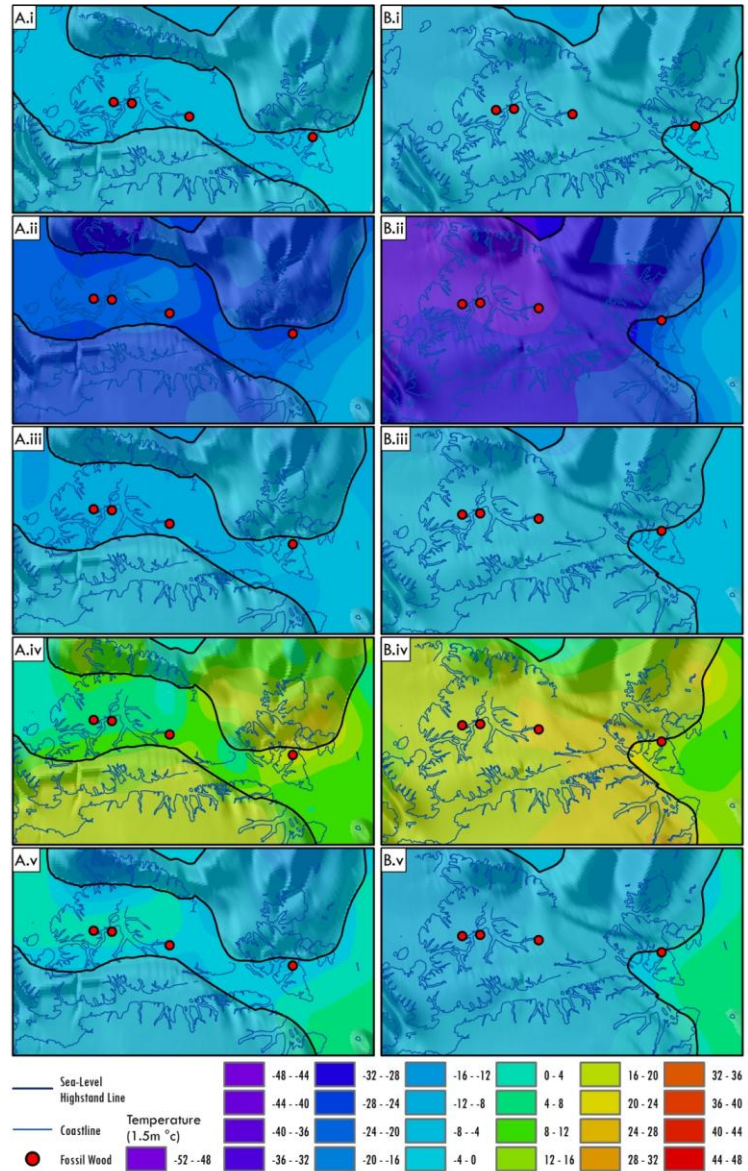 A.i
B.i
A.ii
B.ii
A.iii
B.iii
A.iv
B.iv
A.v
B.v
Sea-Level
Highstand Line
Coastline
Fossil Wood
Temperature
(1.5m °c)
-52 - -48
-48 - -44
-44 - -40
-40 - -36
-36 - -32
-32 - -28
-28 - -24
-24 - -20
-20 - -16
-16 - -12
-12 - -8
-8 - -4
-4 - 0
0 - 4
4 - 8
8 - 12
12 - 16
16 - 20
20 - 24
24 - 28
28 - 32
32 - 36
36 - 40
40 - 44
44 - 48